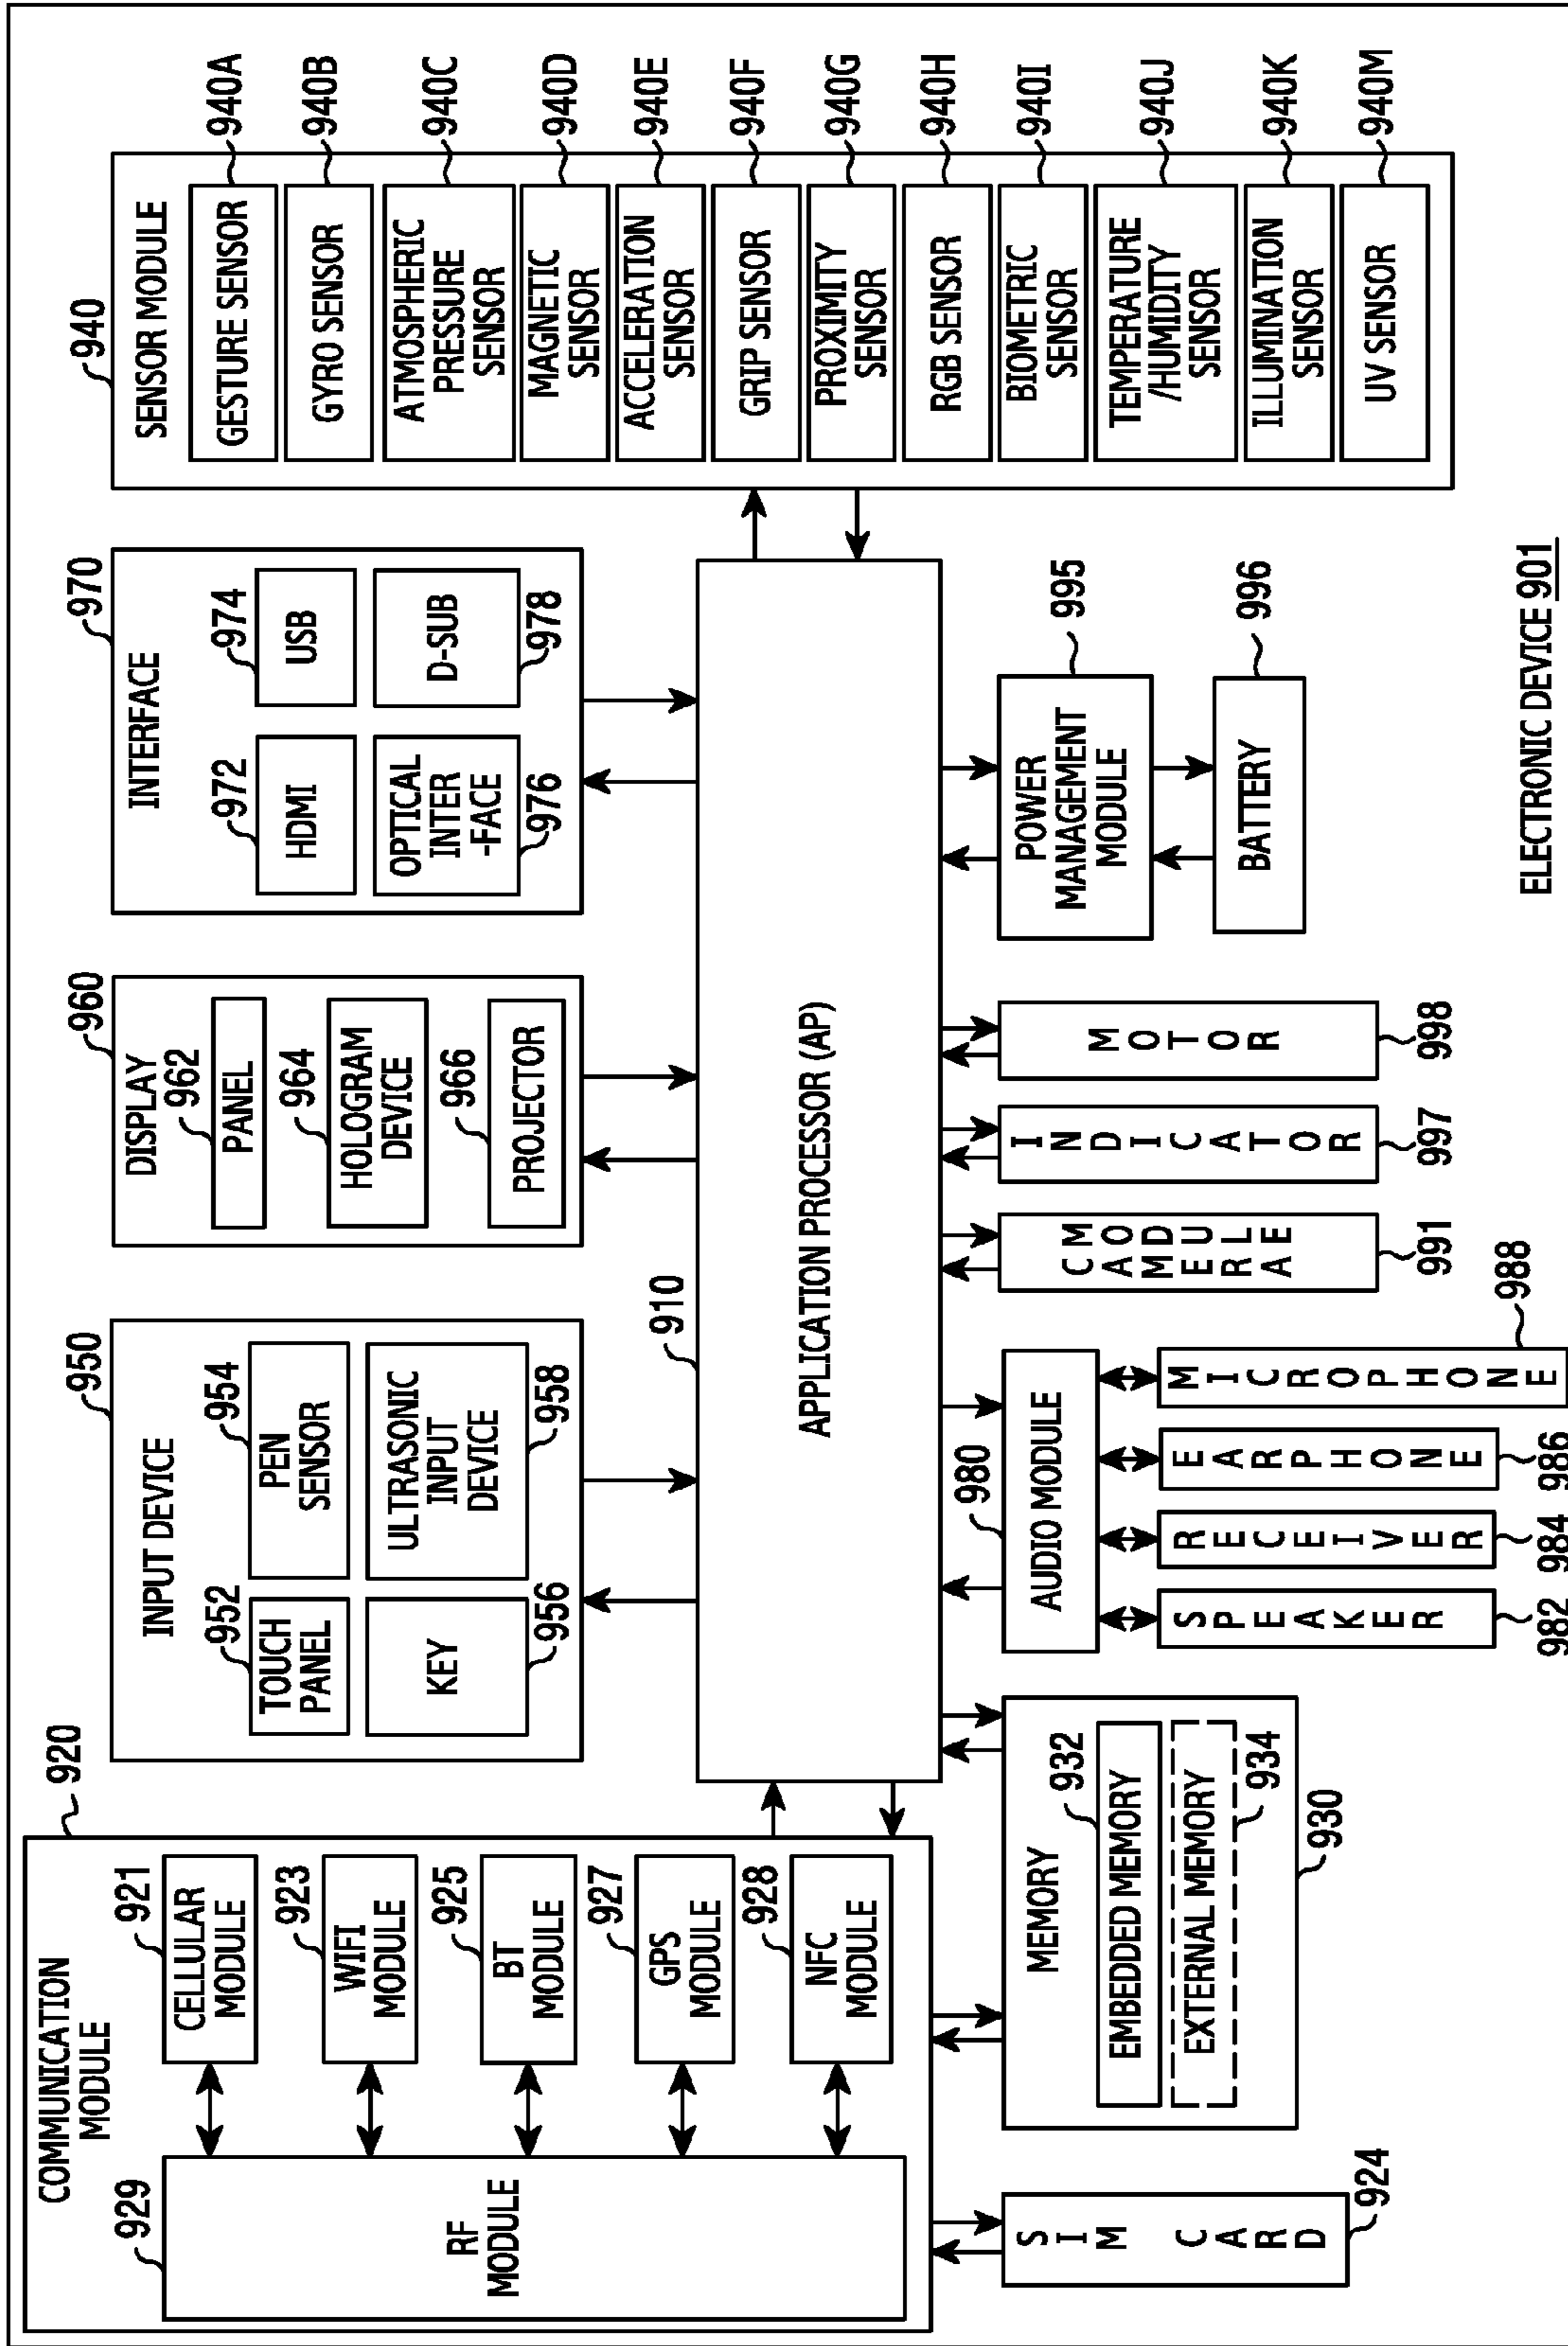 COMMUNICATION
MODULE
920
929
RF
MODULE
921
CELLULAR
MODULE
923
WIFI
MODULE
925
BT
MODULE
927
GPS
MODULE
928
NFC
MODULE
950
INPUT DEVICE
952
TOUCH
PANEL
954
PEN
SENSOR
KEY
956
ULTRASONIC
INPUT
DEVICE
958
960
DISPLAY
962
PANEL
964
HOLOGRAM
DEVICE
966
PROJECTOR
970
INTERFACE
972
HDMI
974
USB
OPTICAL
INTER
-FACE
976
D-SUB
978
940
SENSOR MODULE
GESTURE SENSOR
940A
GYRO SENSOR
940B
ATMOSPHERIC
PRESSURE
SENSOR
940C
MAGNETIC
SENSOR
940D
ACCELERATION
SENSOR
940E
GRIP SENSOR
940F
PROXIMITY
SENSOR
940G
RGB SENSOR
940H
BIOMETRIC
SENSOR
940I
TEMPERATURE
/HUMIDITY
SENSOR
940J
ILLUMINATION
SENSOR
940K
UV SENSOR
940M
910
APPLICATION PROCESSOR (AP)
SIM CARD
924
MEMORY
932
EMBEDDED MEMORY
EXTERNAL MEMORY
934
930
980
AUDIO MODULE
SPEAKER
982
RECEIVER
984
EARPHONE
986
MICROPHONE
988
CAMERA
MODULE
991
INDICATOR
997
MOTOR
998
POWER
MANAGEMENT
MODULE
995
BATTERY
996
ELECTRONIC DEVICE 901